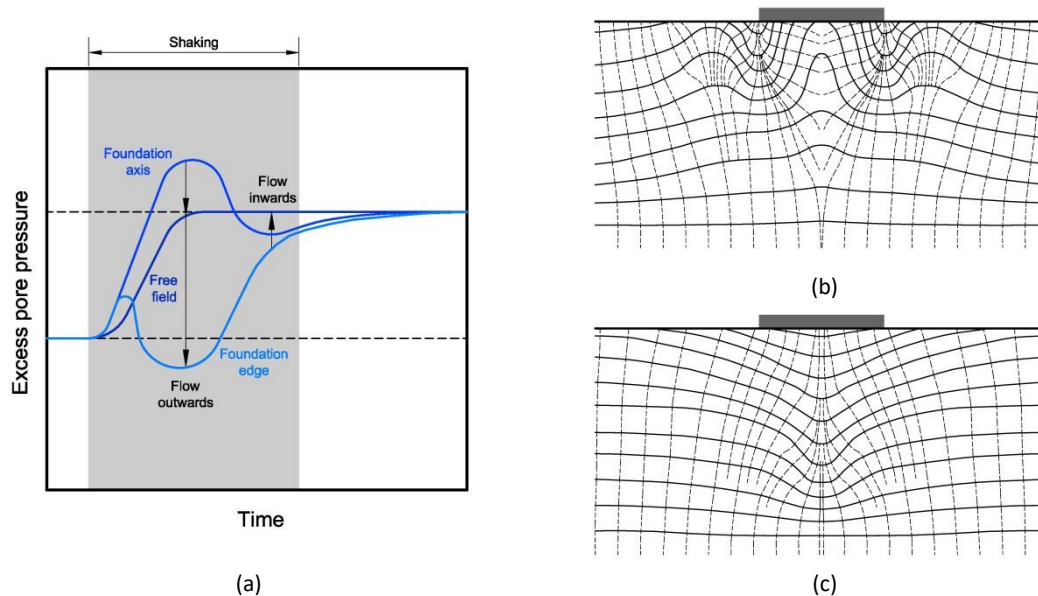 Shaking
Foundation
axis
Flow
inwards
Free
field
Foundation
edge
Flow
outwards
Excess pore pressure
Time
(a)
(b)
(c)